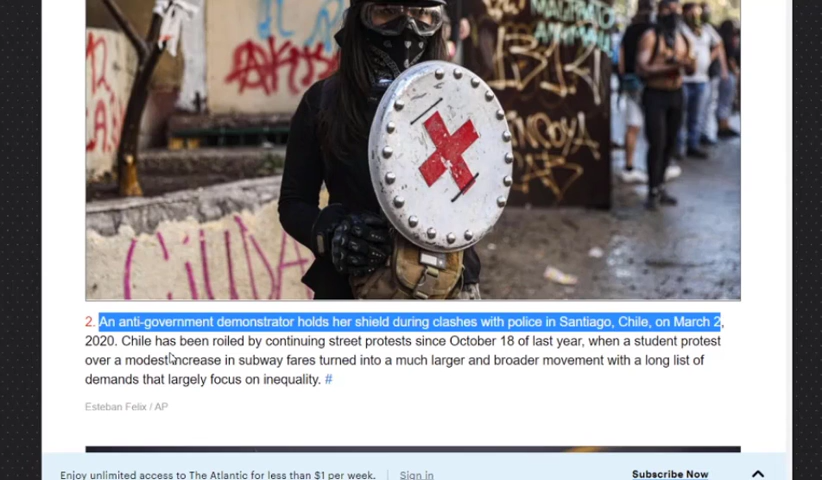 CIUDA
2. An anti-government demonstrator holds her shield during clashes with police in Santiago, Chile, on March 2,
2020. Chile has been roiled by continuing street protests since October 18 of last year, when a student protest
over a modest increase in subway fares turned into a much larger and broader movement with a long list of
demands that largely focus on inequality. #
Esteban Felix / AP
Enjoy unlimited access to The Atlantic for less than $1 per week. Sign in Subscribe Now